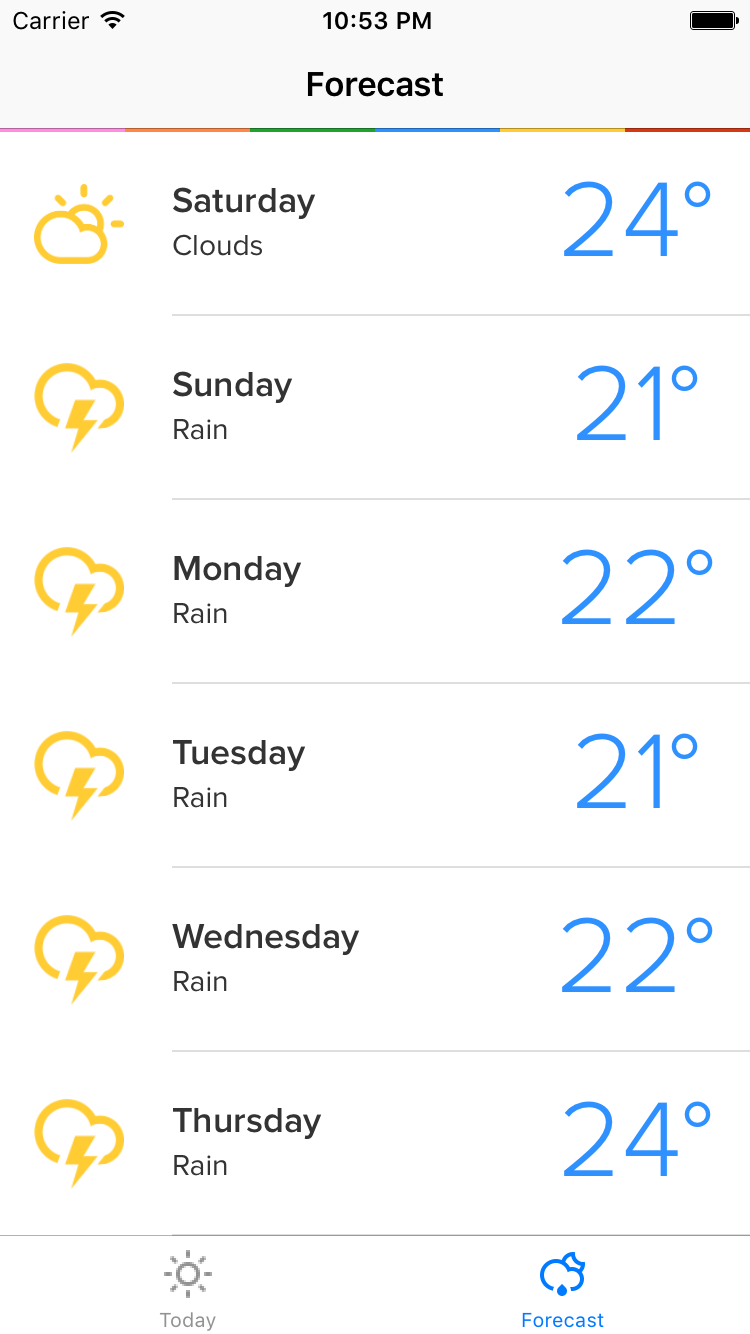 Carrier 10:53 PM
Forecast
Saturday 24°
Clouds
Sunday 21°
Rain
Monday 22°
Rain
Tuesday 21°
Rain
Wednesday 22°
Rain
Thursday 24°
Rain
Today Forecast